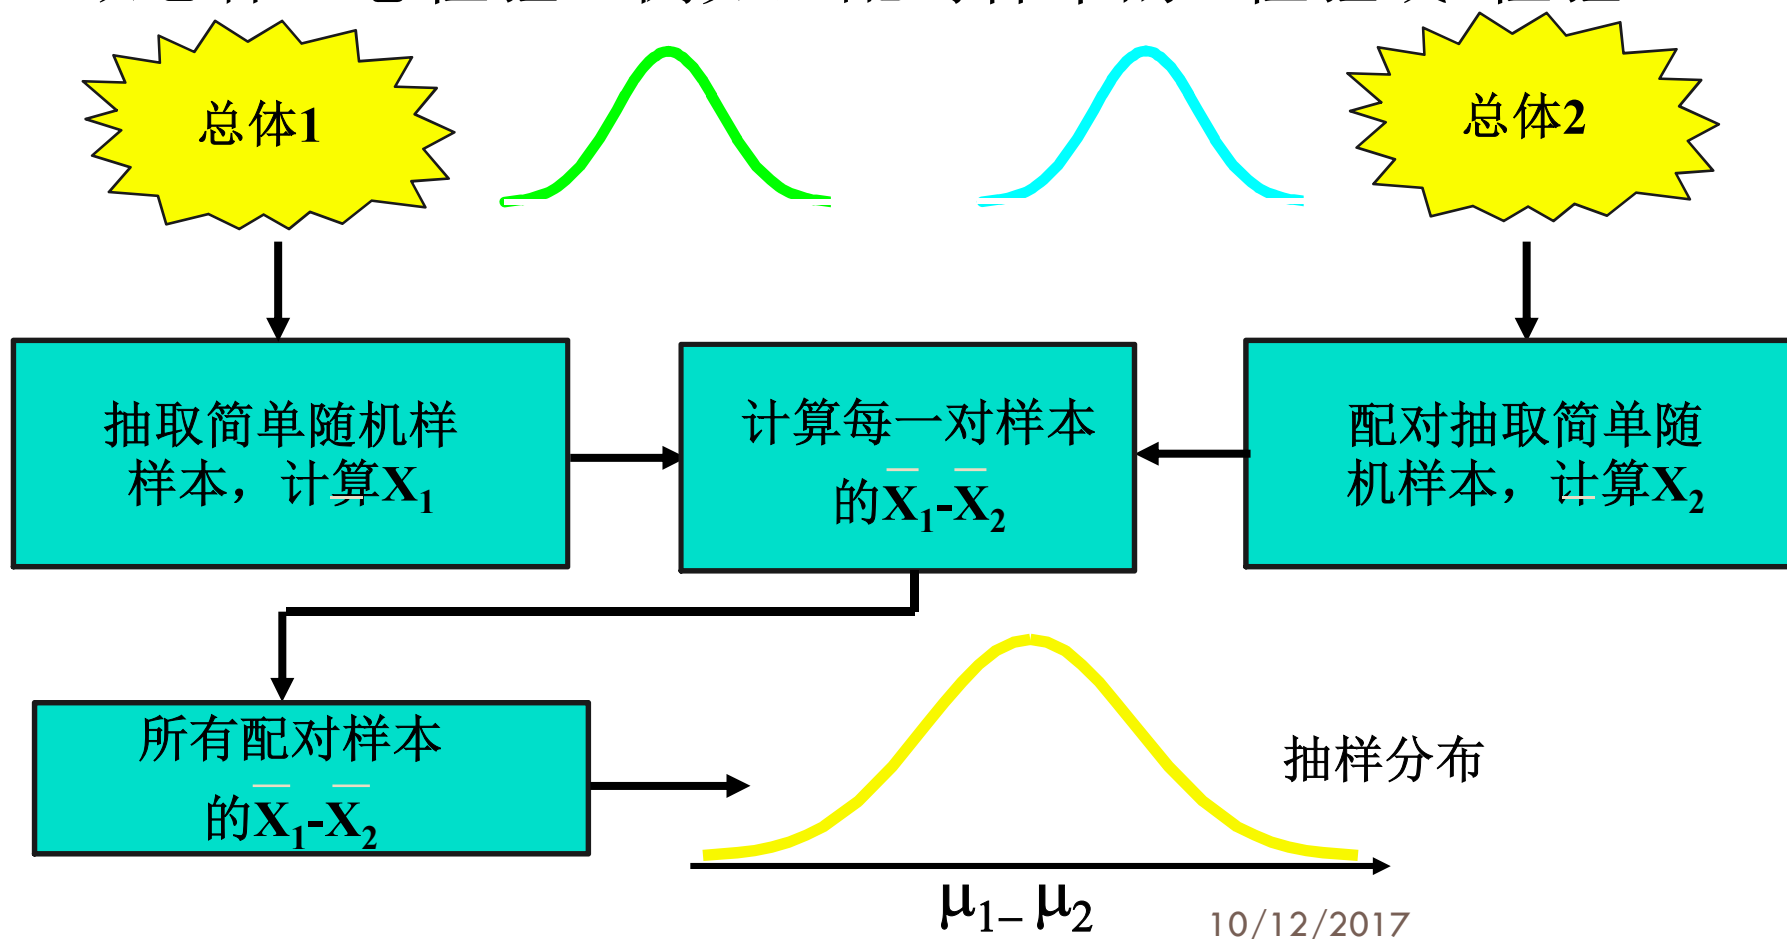 总体1
总体2
抽取简单随机样
样本，计算X₁
计算每一对样本
的X̄₁-X̄₂
配对抽取简单随
机样本，计算X₂
所有配对样本
的X̄₁-X̄₂
抽样分布
μ₁₋ μ₂
10/12/2017